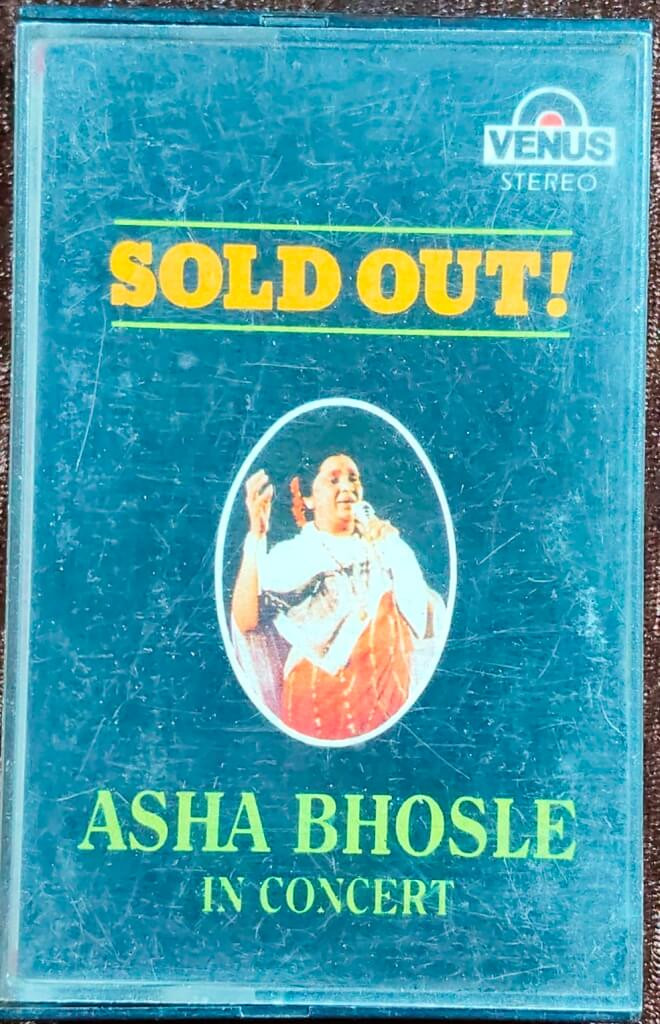 VENUS
STEREO
SOLD OUT!
ASHA BHOSLE
IN CONCERT